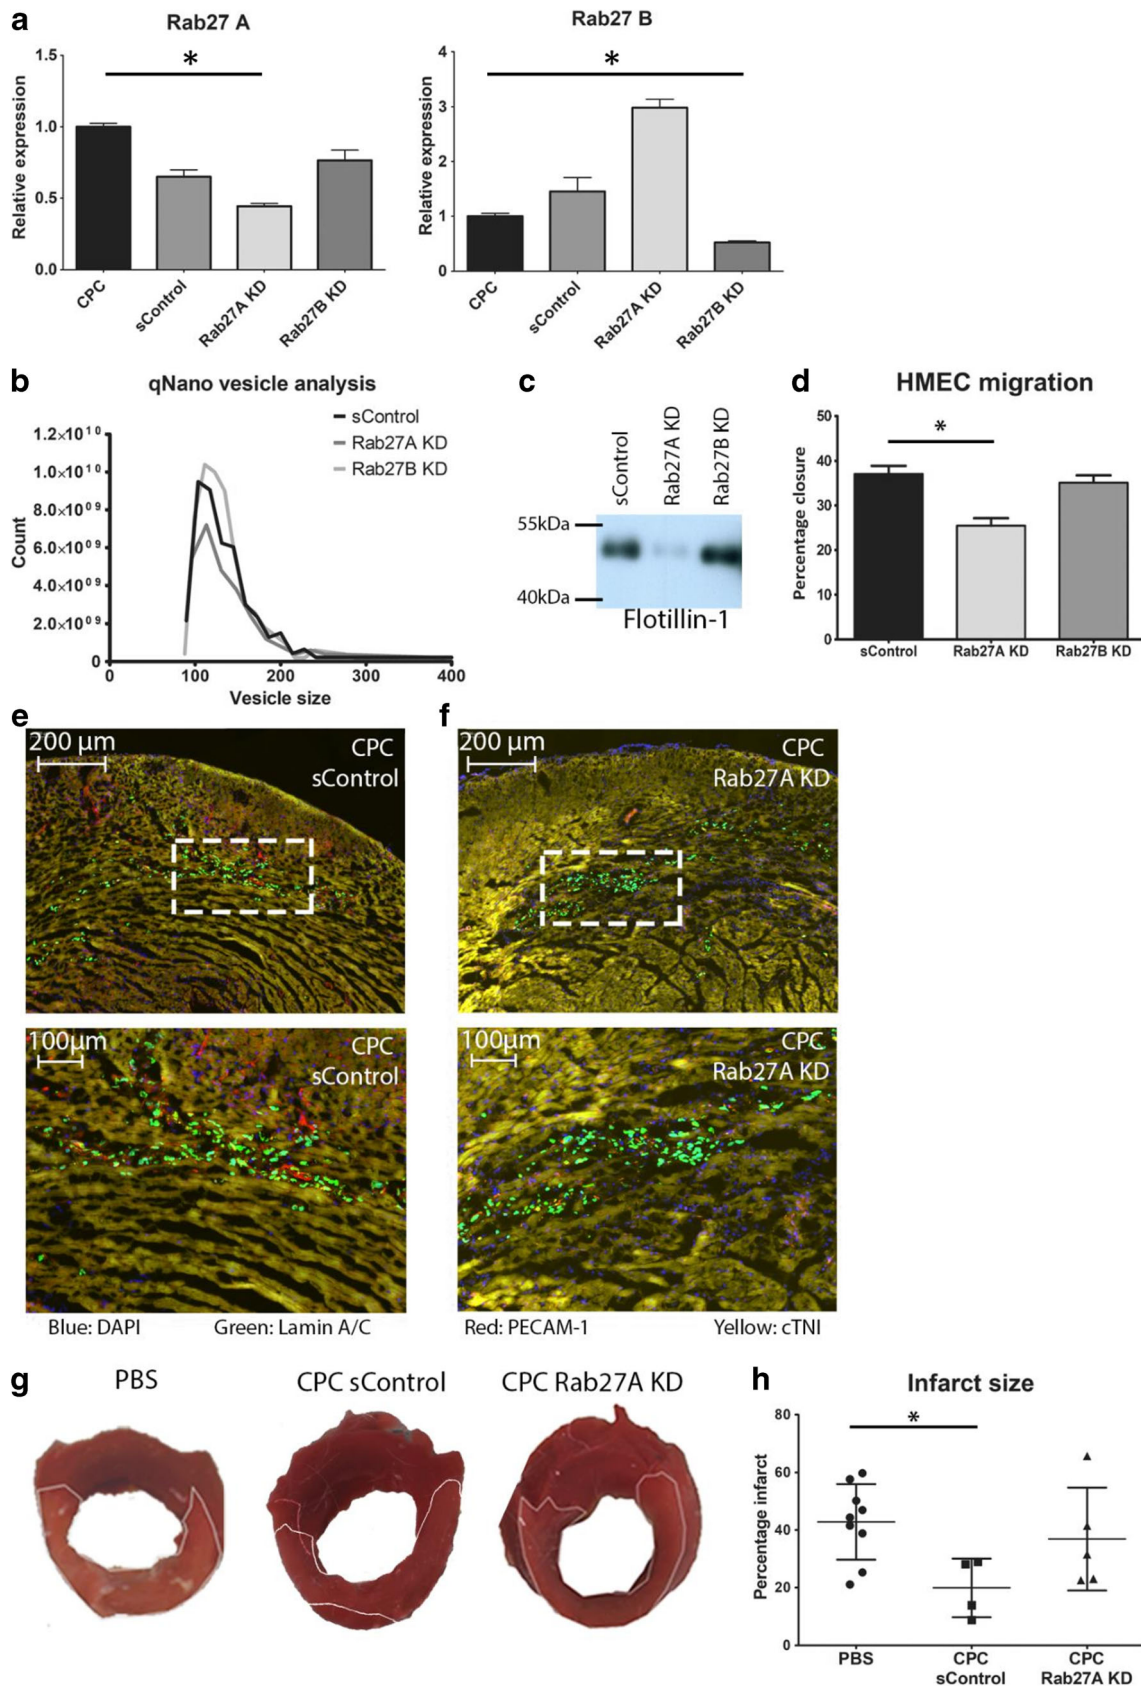 a
Rab27 A
*
Relative expression
1.5
1.0
0.5
0.0
CPC
sControl
Rab27A KD
Rab27B KD
Rab27 B
*
Relative expression
4
3
2
1
0
CPC
sControl
Rab27A KD
Rab27B KD
b
qNano vesicle analysis
sControl
Rab27A KD
Rab27B KD
Count
1.2×10¹⁰
1.0×10¹⁰
8.0×10⁰⁹
6.0×10⁰⁹
4.0×10⁰⁹
2.0×10⁰⁹
0
0 100 200 300 400
Vesicle size
c
sControl
Rab27A KD
Rab27B KD
55kDa
40kDa
Flotillin-1
d
HMEC migration
*
Percentage closure
50
40
30
20
10
0
sControl Rab27A KD Rab27B KD
e
200 μm
CPC
sControl
100μm
CPC
sControl
f
200 μm
CPC
Rab27A KD
100μm
CPC
Rab27A KD
Blue: DAPI Green: Lamin A/C Red: PECAM-1 Yellow: cTNI
g
PBS
CPC sControl
CPC Rab27A KD
h
Infarct size
*
Percentage infarct
80
60
40
20
0
PBS
CPC
sControl
CPC
Rab27A KD